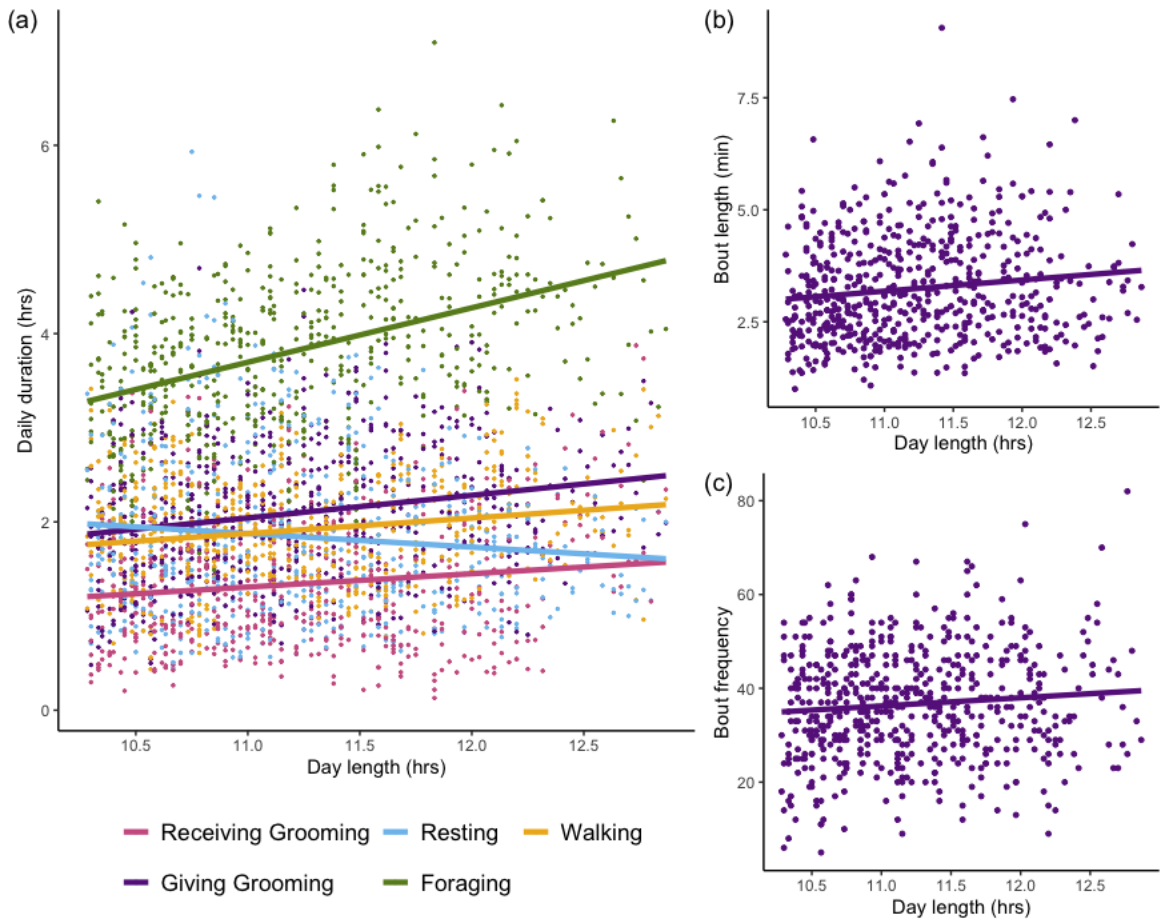 (a)
Daily duration (hrs)
6
4
2
0
10.5 11.0 11.5 12.0 12.5
Day length (hrs)
Receiving Grooming Resting Walking
Giving Grooming Foraging
(b)
Bout length (min)
7.5
5.0
2.5
10.5 11.0 11.5 12.0 12.5
Day length (hrs)
(c)
Bout frequency
80
60
40
20
10.5 11.0 11.5 12.0 12.5
Day length (hrs)